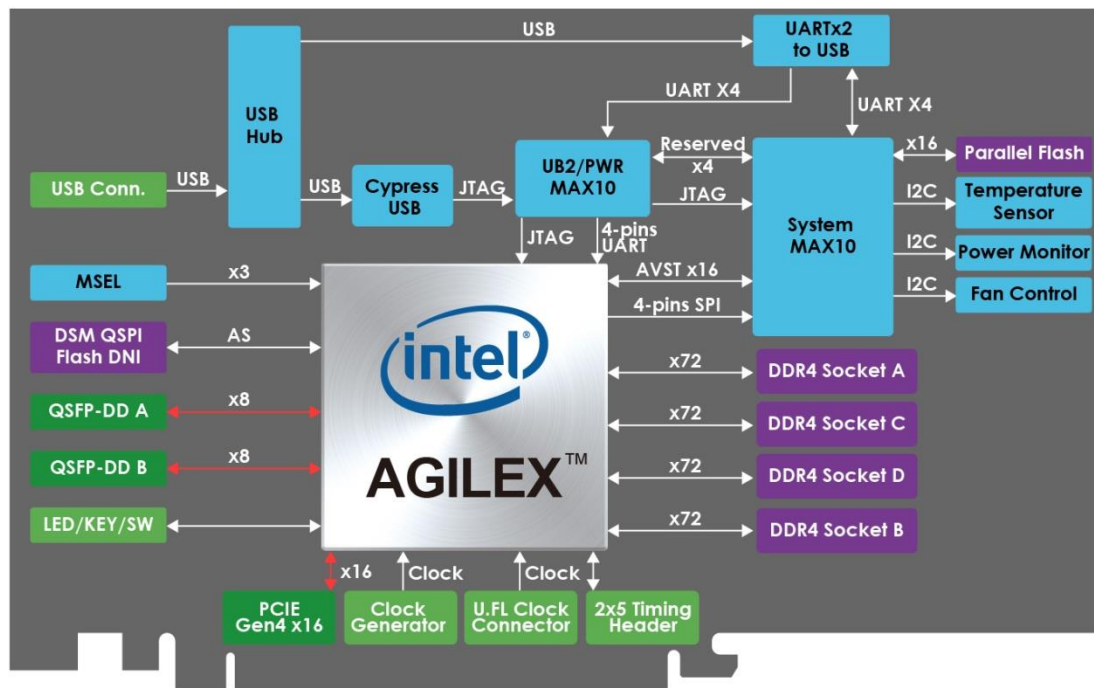 USB
UARTx2
to USB
USB
Hub
UART X4
UART X4
Reserved
x4
x16
Parallel Flash
USB Conn.
USB
USB
Cypress
USB
JTAG
UB2/PWR
MAX10
JTAG
System
MAX10
I2C
Temperature
Sensor
I2C
Power Monitor
I2C
Fan Control
JTAG
4-pins
UART
MSEL
x3
AVST x16
4-pins SPI
DSM QSPI
Flash DNI
AS
intel®
AGILEX™
x72
DDR4 Socket A
QSFP-DD A
x8
x72
DDR4 Socket C
QSFP-DD B
x8
x72
DDR4 Socket D
LED/KEY/SW
x72
DDR4 Socket B
x16
Clock
Clock
PCIE
Gen4 x16
Clock
Generator
U.FL Clock
Connector
2x5 Timing
Header